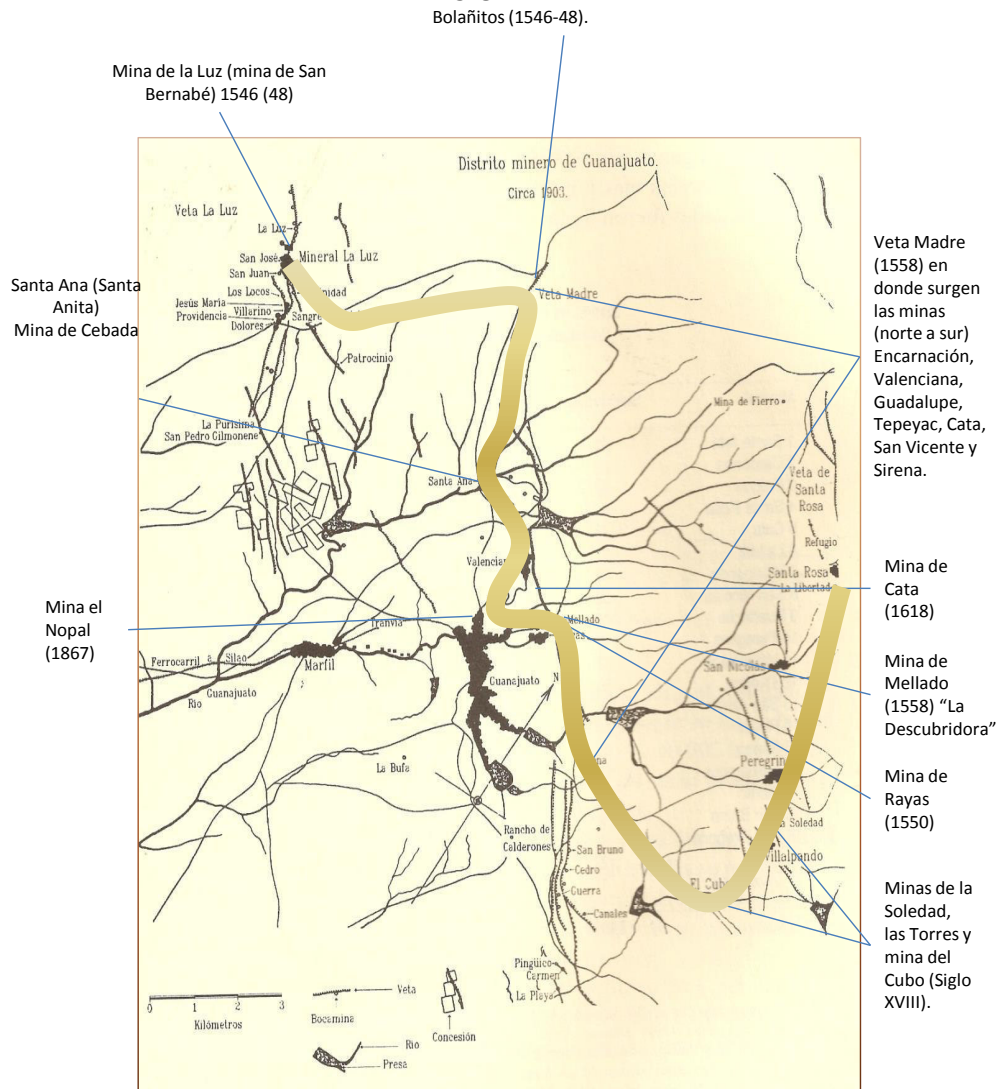 Bolañitos (1546-48).
Mina de la Luz (mina de San
Bernabé) 1546 (48)
Distrito minero de Guanajuato.
Circa 1903.
Veta La Luz
La Luz
San José
Mineral La Luz
San Juan
Los Locos
Jesús María
Villarino
Providencia
Dolores
Sangre
Patrocinio
Veta Madre
Santa Ana (Santa
Anita)
Mina de Cebada
Veta Madre
(1558) en
donde surgen
las minas
(norte a sur)
Encarnación,
Valenciana,
Guadalupe,
Tepeyac, Cata,
San Vicente y
Sirena.
Mina de Fierro
La Purísima
San Pedro Gilmonene
Santa Ana
Veta de
Santa
Rosa
Refugio
Santa Rosa
La Libertad
Valencian
Mina de
Cata
(1618)
Mina el
Nopal
(1867)
Tranvía
Mellado
Ferrocarril a Silao
Marfil
Guanajuato
Río
Guanajuato
N
San Nicolás
Mina de
Mellado
(1558) “La
Descubridora”
La Bufa
Peregrin
Mina de
Rayas
(1550)
Rancho de
Calderones
Soledad
Villalpando
San Bruno
Cedro
Guerra
Canales
El Cubo
Minas de la
Soledad,
las Torres y
mina del
Cubo (Siglo
XVIII).
Pingüico
Carmen
La Playa
0 1 2 3
Kilómetros
Veta
Bocamina
Concesión
Río
Presa